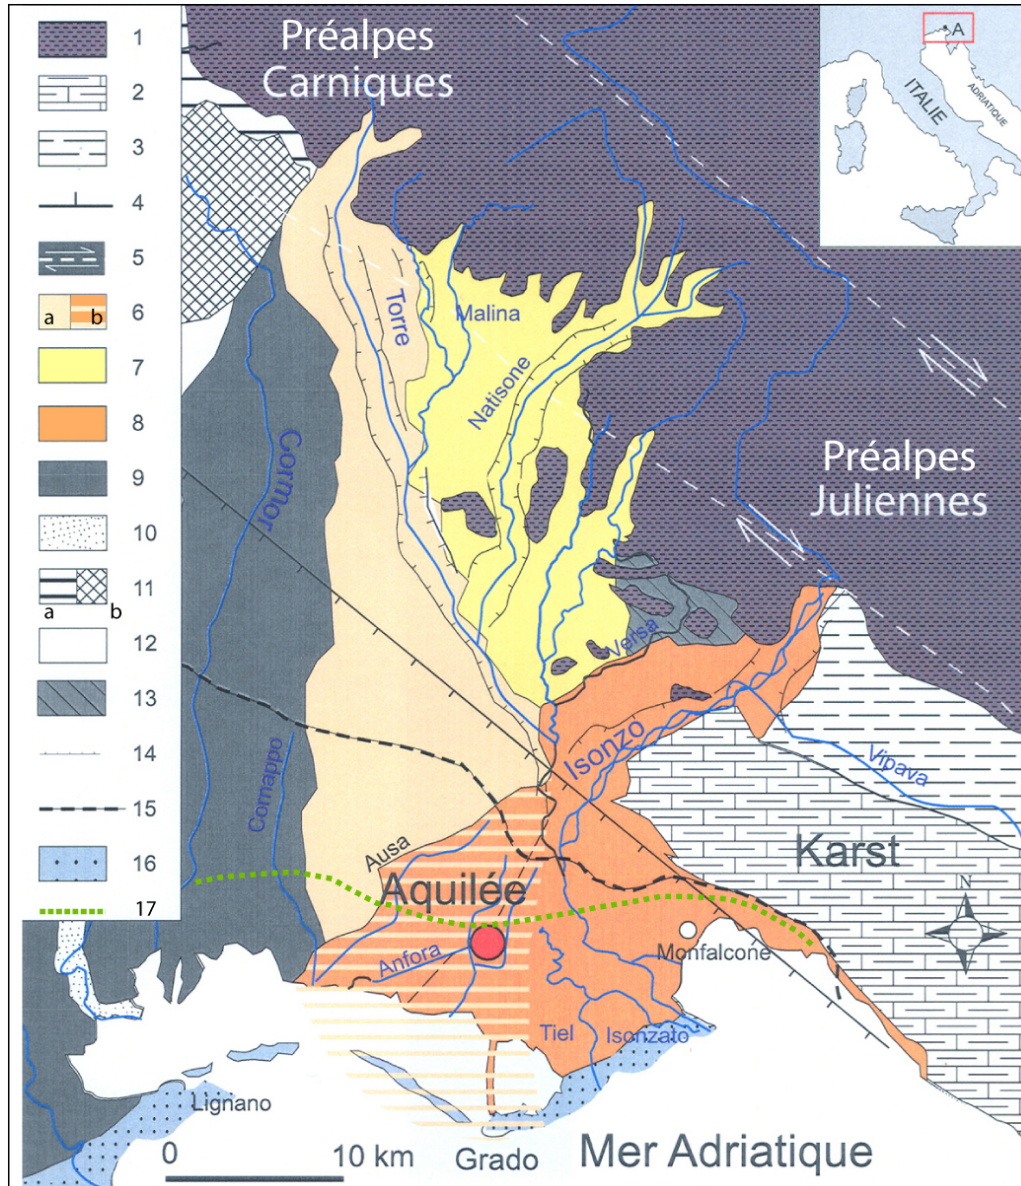 1
2
3
4
5
a b 6
7
8
9
10
11
a b
12
13
14
15
16
17
Préalpes
Carniques
A
ITALIE
ADRIATIQUE
Torre
Malina
Natisone
Cormor
Préalpes
Juliennes
Versa
Isonzo
Vipava
Cornappo
Ausa
Karst
Aquilée
N
Anfora
Monfalcone
Tiel
Isonzato
Lignano
0 10 km
Grado
Mer Adriatique